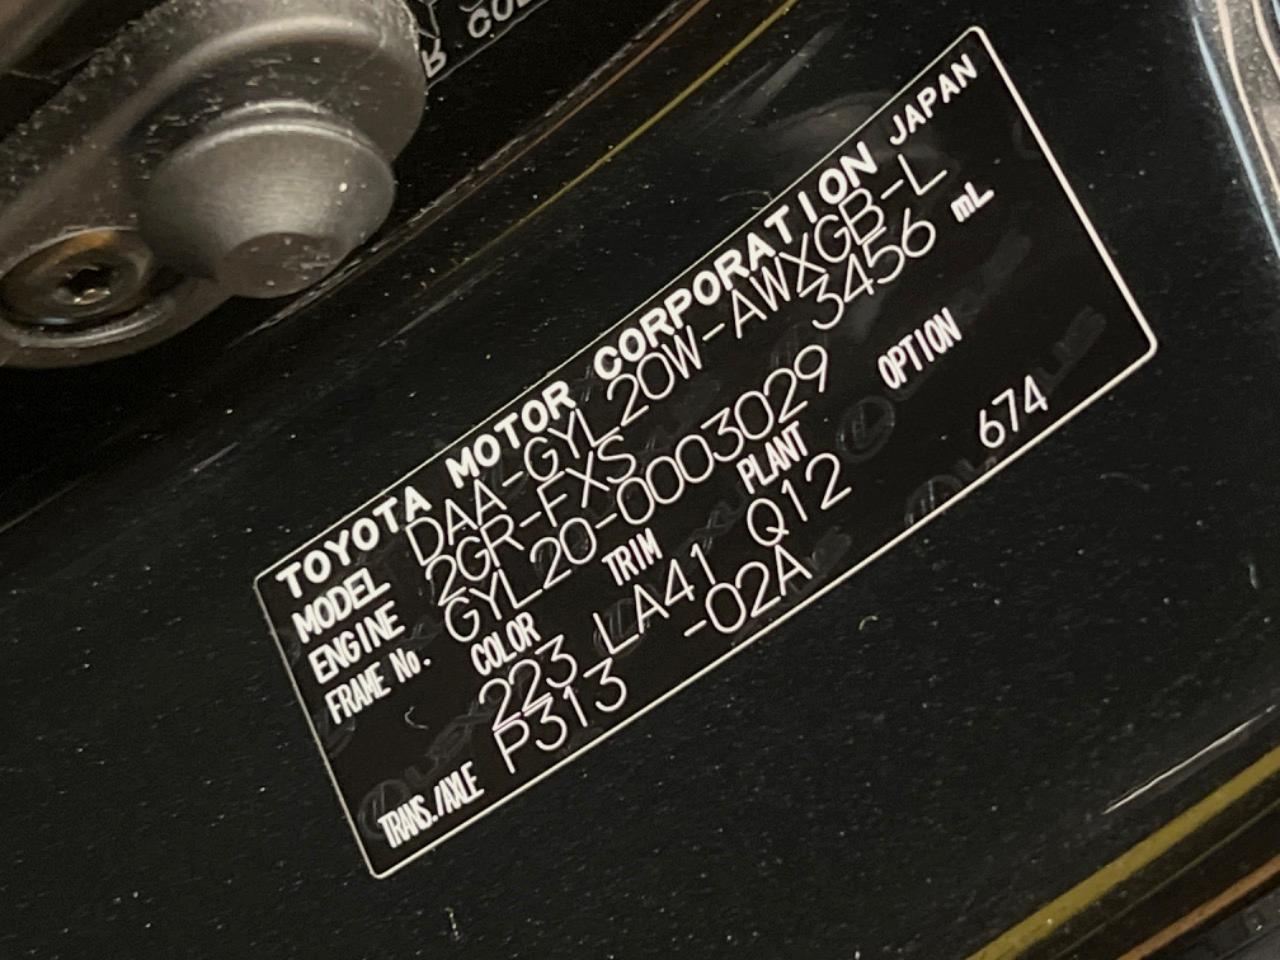 R COL
TOYOTA MOTOR CORPORATION JAPAN
MODEL DAA-GYL20W-AWXGB-L
ENGINE 2GR-FXS 3456 mL
FRAME No. GYL20-0003029
COLOR TRIM PLANT OPTION
223 LA41 Q12 674
TRANS./AXLE P313 -02A